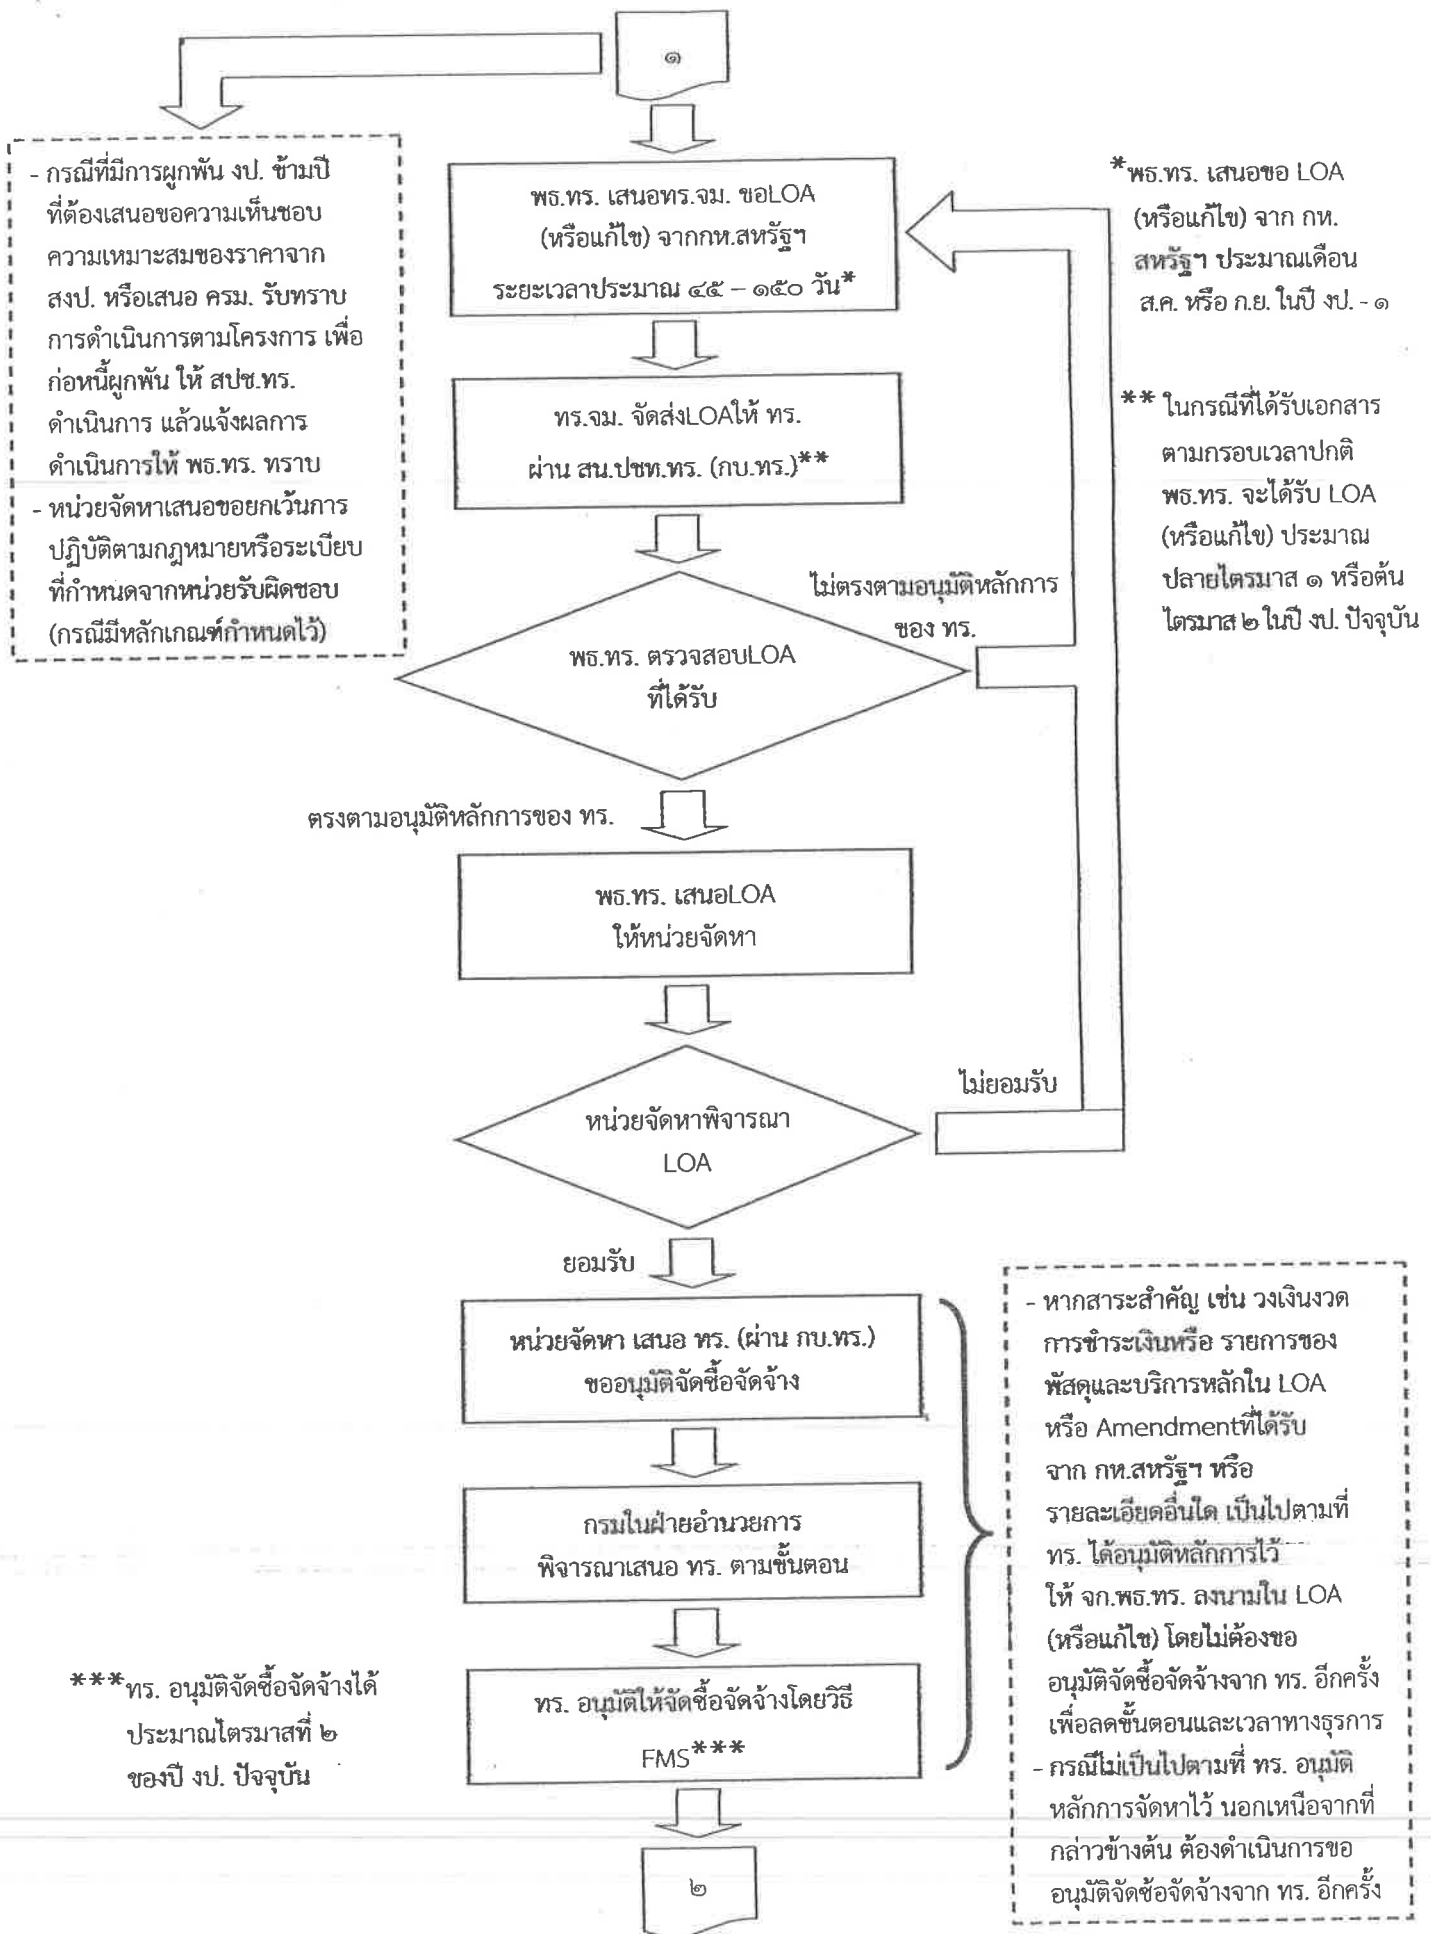 ๑
- กรณีที่มีการผูกพัน งป. ข้ามปี
ที่ต้องเสนอขอความเห็นชอบ
ความเหมาะสมของราคาจาก
สงป. หรือเสนอ ครม. รับทราบ
การดำเนินการตามโครงการ เพื่อ
ก่อหนี้ผูกพัน ให้ สปช.ทร.
ดำเนินการ แล้วแจ้งผลการ
ดำเนินการให้ พธ.ทร. ทราบ
- หน่วยจัดหาเสนอขอยกเว้นการ
ปฏิบัติตามกฎหมายหรือระเบียบ
ที่กำหนดจากหน่วยรับผิดชอบ
(กรณีมีหลักเกณฑ์กำหนดไว้)
พธ.ทร. เสนอทร.จม. ขอLOA
(หรือแก้ไข) จากกห.สหรัฐฯ
ระยะเวลาประมาณ ๔๕ – ๑๕๐ วัน*
*พธ.ทร. เสนอขอ LOA
(หรือแก้ไข) จาก กห.
สหรัฐฯ ประมาณเดือน
ส.ค. หรือ ก.ย. ในปี งป. - ๑
ทร.จม. จัดส่งLOAให้ ทร.
ผ่าน สน.ปชท.ทร. (กบ.ทร.)**
** ในกรณีที่ได้รับเอกสาร
ตามกรอบเวลาปกติ
พธ.ทร. จะได้รับ LOA
(หรือแก้ไข) ประมาณ
ปลายไตรมาส ๑ หรือต้น
ไตรมาส ๒ ในปี งป. ปัจจุบัน
ไม่ตรงตามอนุมัติหลักการ
ของ ทร.
พธ.ทร. ตรวจสอบLOA
ที่ได้รับ
ตรงตามอนุมัติหลักการของ ทร.
พธ.ทร. เสนอLOA
ให้หน่วยจัดหา
ไม่ยอมรับ
หน่วยจัดหาพิจารณา
LOA
ยอมรับ
หน่วยจัดหา เสนอ ทร. (ผ่าน กบ.ทร.)
ขออนุมัติจัดซื้อจัดจ้าง
กรมในฝ่ายอำนวยการ
พิจารณาเสนอ ทร. ตามขั้นตอน
ทร. อนุมัติให้จัดซื้อจัดจ้างโดยวิธี
FMS***
***ทร. อนุมัติจัดซื้อจัดจ้างได้
ประมาณไตรมาสที่ ๒
ของปี งป. ปัจจุบัน
- หากสาระสำคัญ เช่น วงเงินงวด
การชำระเงินหรือ รายการของ
พัสดุและบริการหลักใน LOA
หรือ Amendmentที่ได้รับ
จาก กห.สหรัฐฯ หรือ
รายละเอียดอื่นใด เป็นไปตามที่
ทร. ได้อนุมัติหลักการไว้
ให้ จก.พธ.ทร. ลงนามใน LOA
(หรือแก้ไข) โดยไม่ต้องขอ
อนุมัติจัดซื้อจัดจ้างจาก ทร. อีกครั้ง
เพื่อลดขั้นตอนและเวลาทางธุรการ
- กรณีไม่เป็นไปตามที่ ทร. อนุมัติ
หลักการจัดหาไว้ นอกเหนือจากที่
กล่าวข้างต้น ต้องดำเนินการขอ
อนุมัติจัดซ้อจัดจ้างจาก ทร. อีกครั้ง
๒